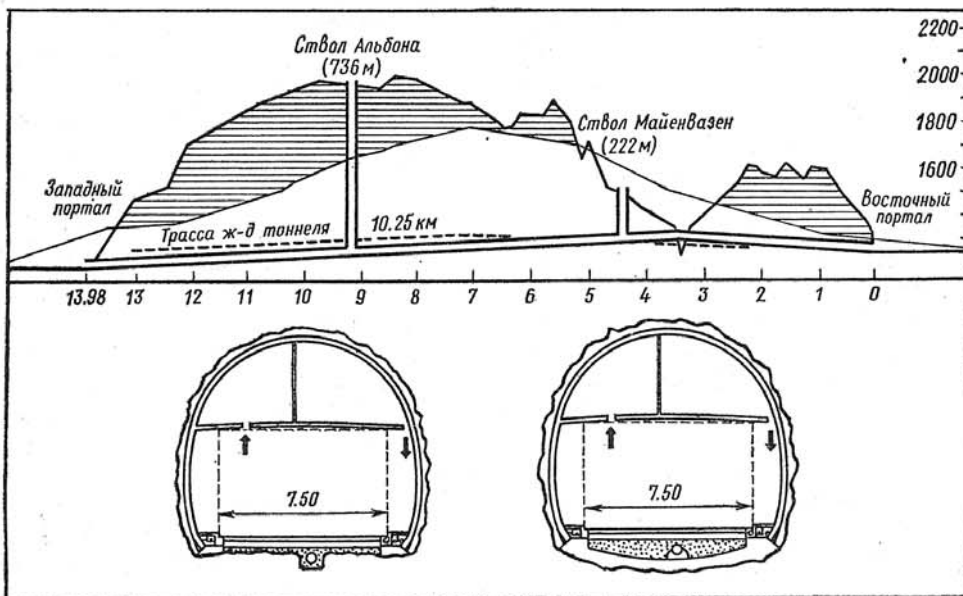 2200
Ствол Альбона
(736 м)
2000
Ствол Майенвазен
(222 м)
1800
1600
Западный
портал
Восточный
портал
Трасса ж-д тоннеля
10.25 км
13.98 13 12 11 10 9 8 7 6 5 4 3 2 1 0
7.50
7.50